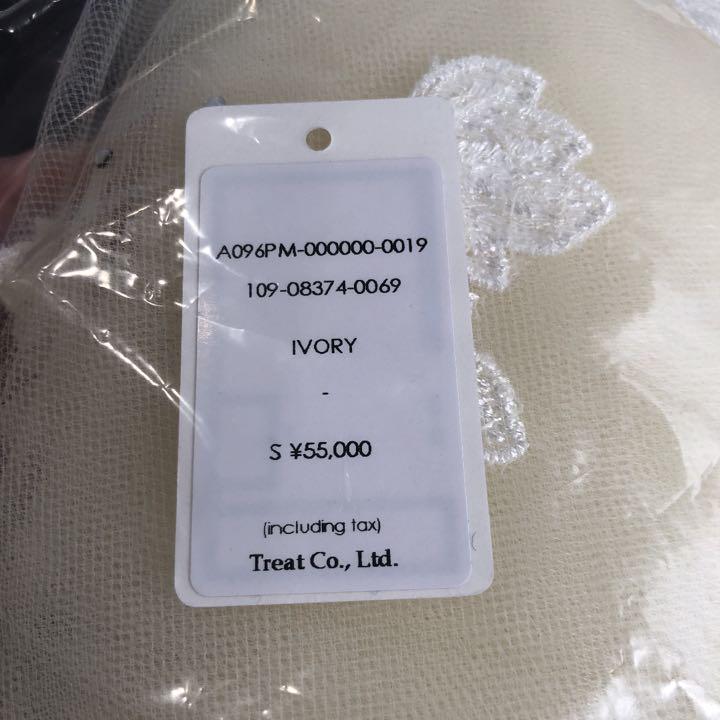 A096PM-000000-0019
109-08374-0069
IVORY
-
S ¥55,000
(including tax)
Treat Co., Ltd.